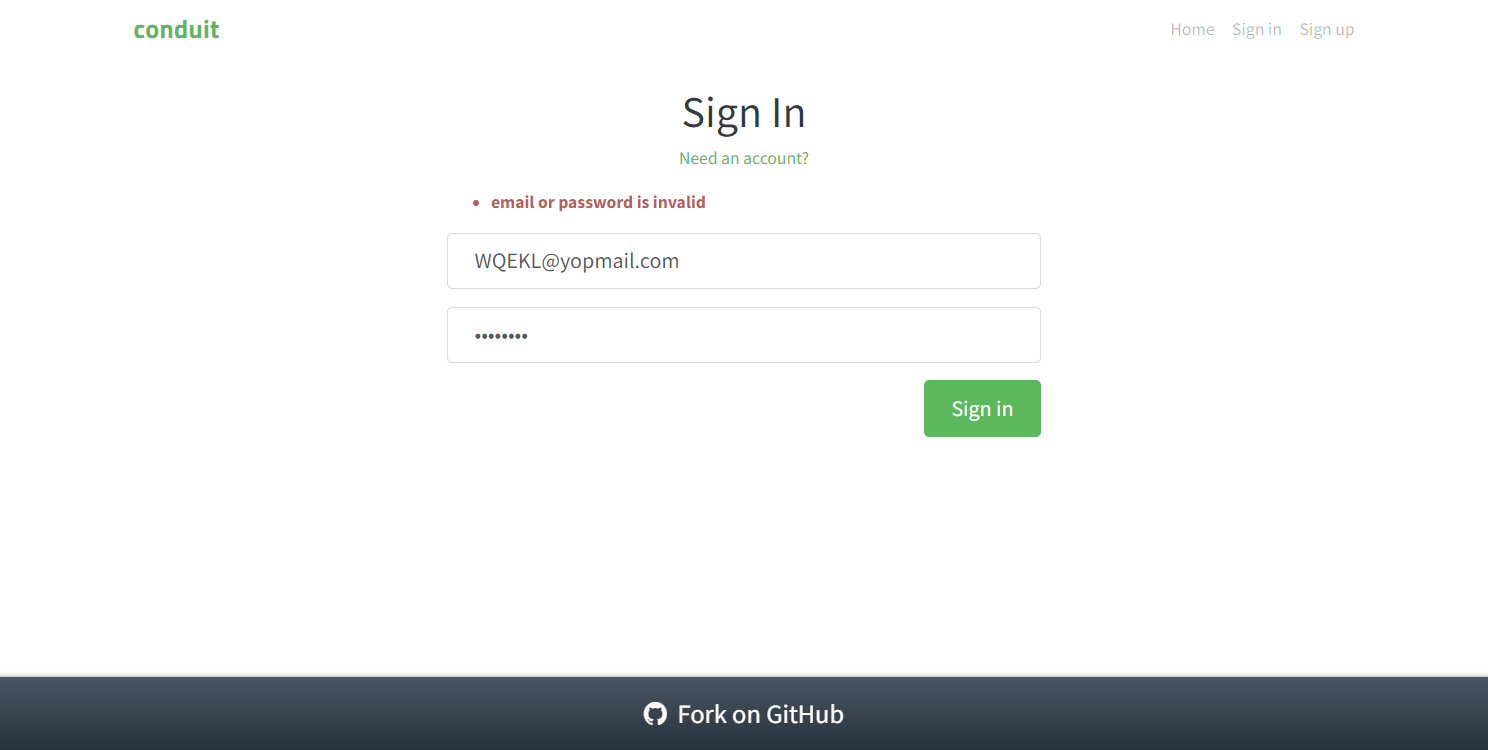 conduit
Home Sign in Sign up
Sign In
Need an account?
• email or password is invalid
WQEKL@yopmail.com
••••••••
Sign in
Fork on GitHub